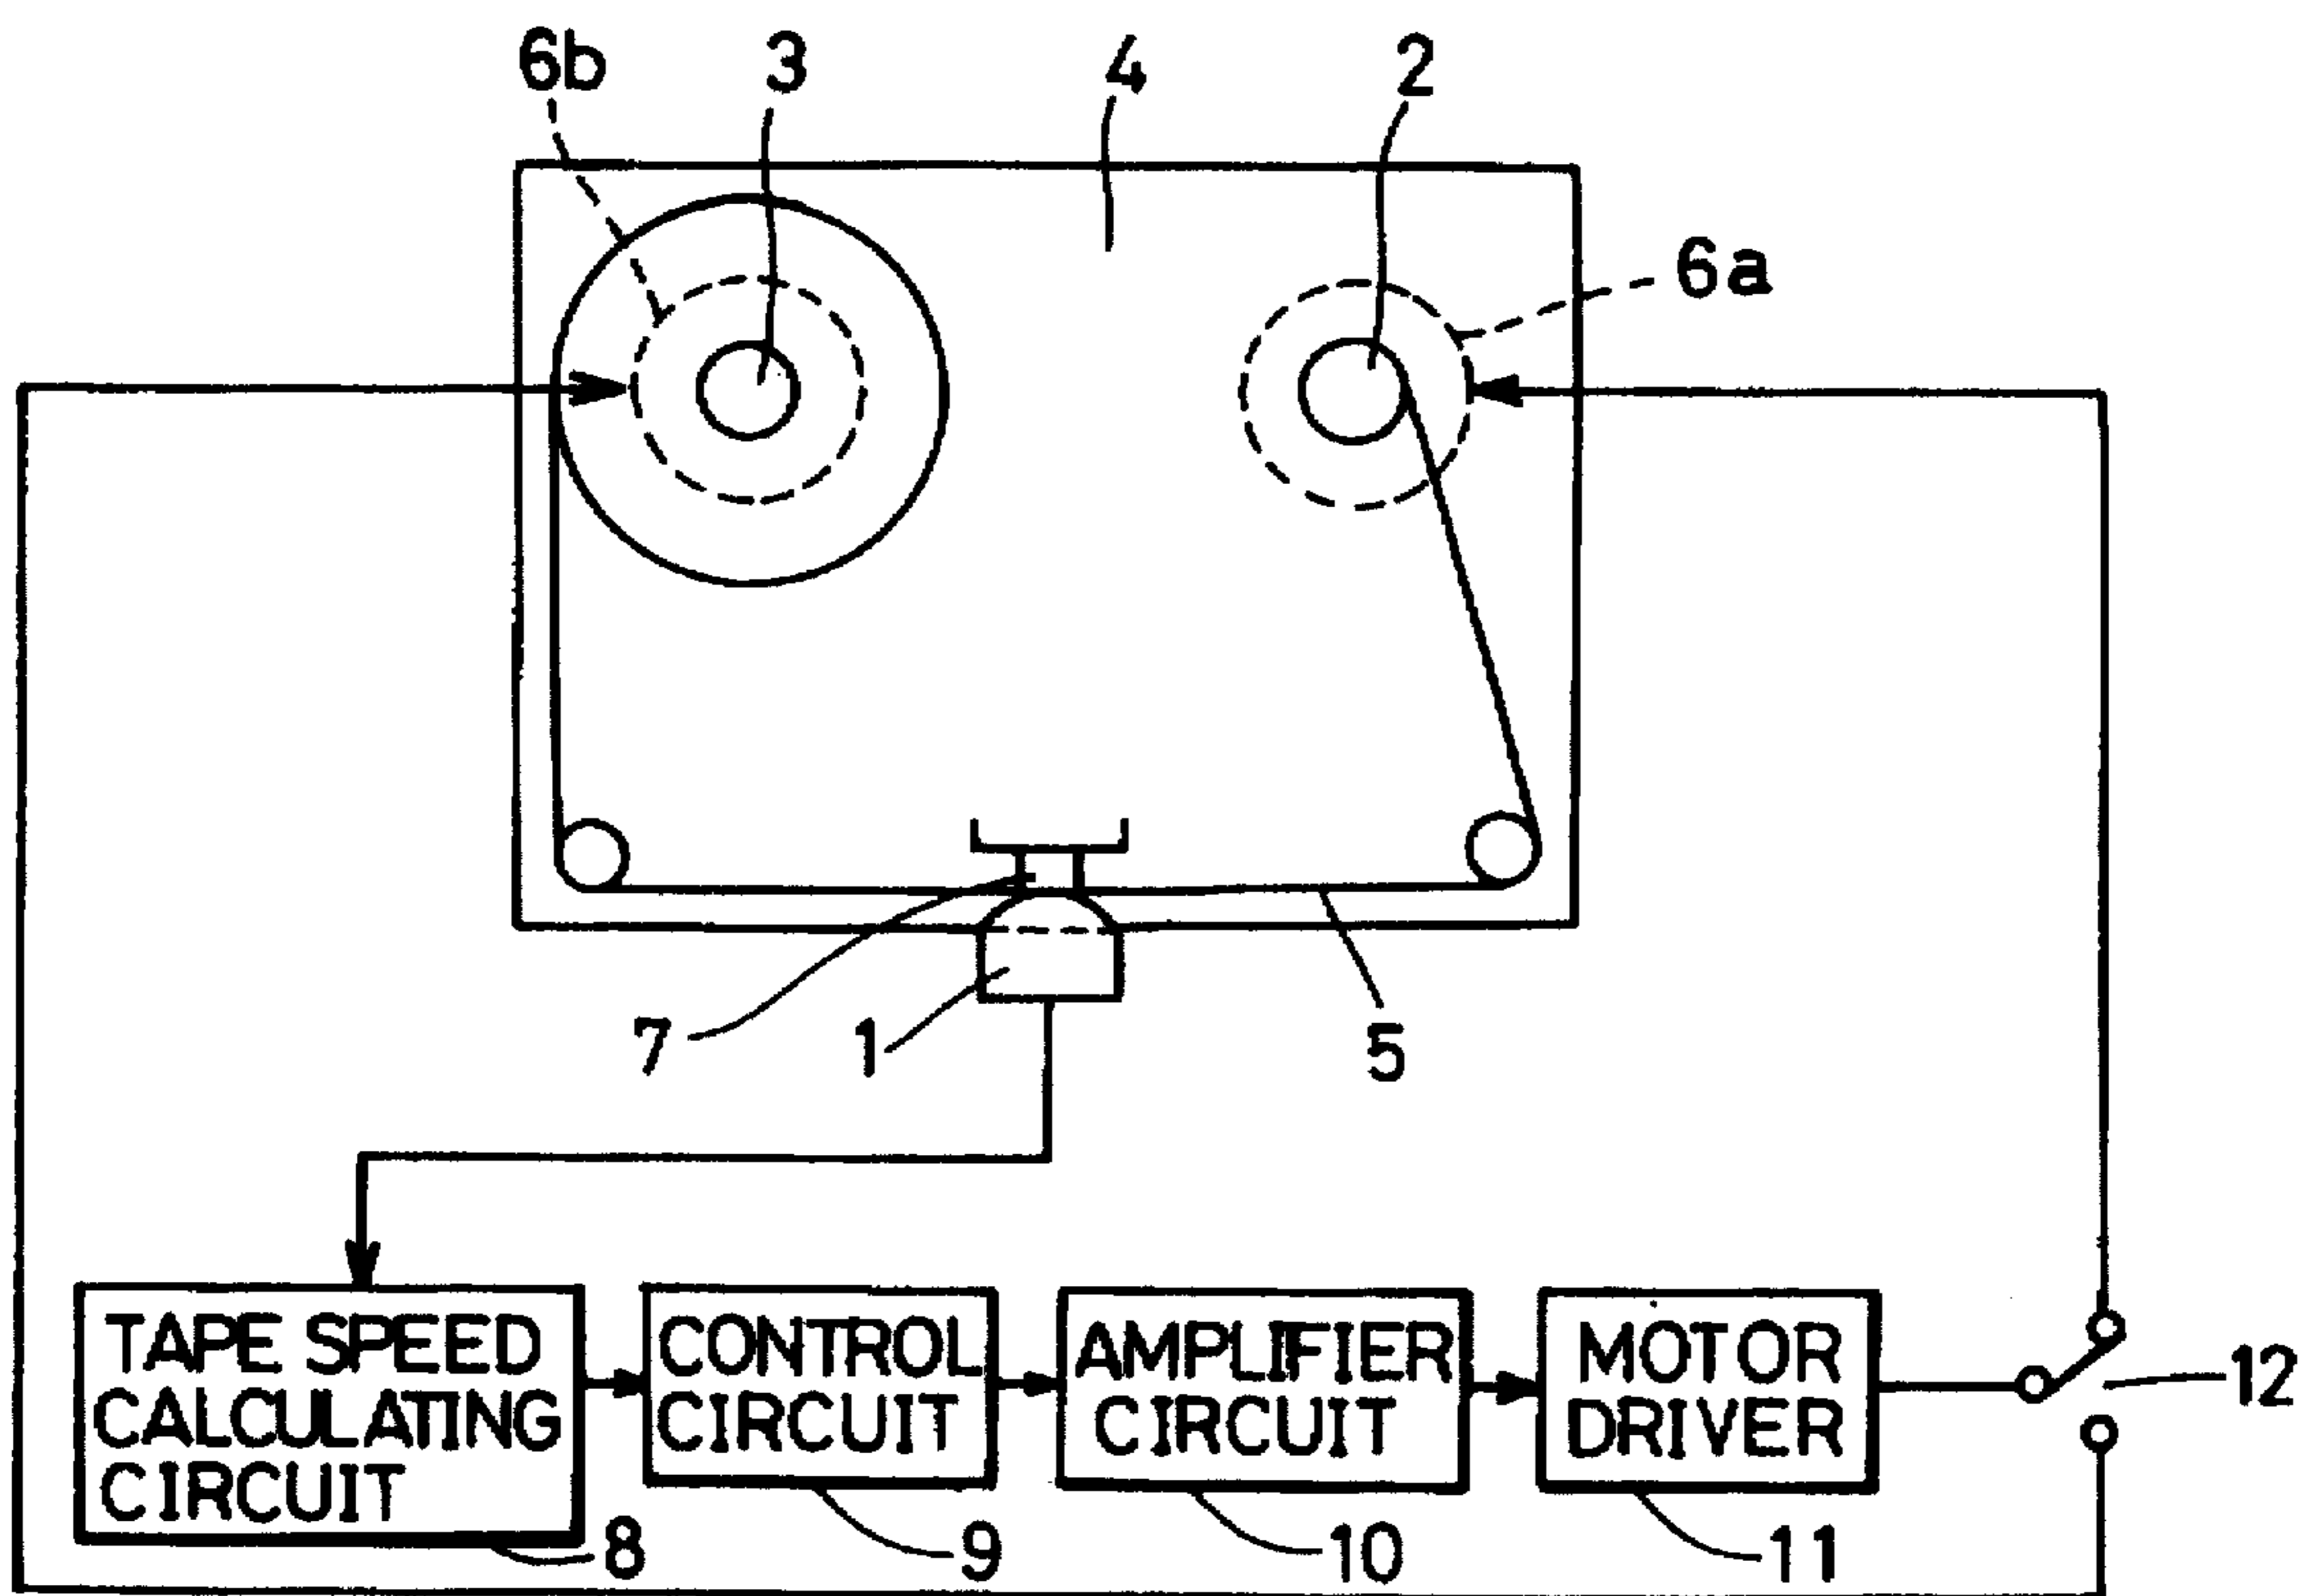 6b 3 4 2
6a
7 1 5
TAPE SPEED
CALCULATING
CIRCUIT
CONTROL
CIRCUIT
AMPLIFIER
CIRCUIT
MOTOR
DRIVER
12
8 9 10 11